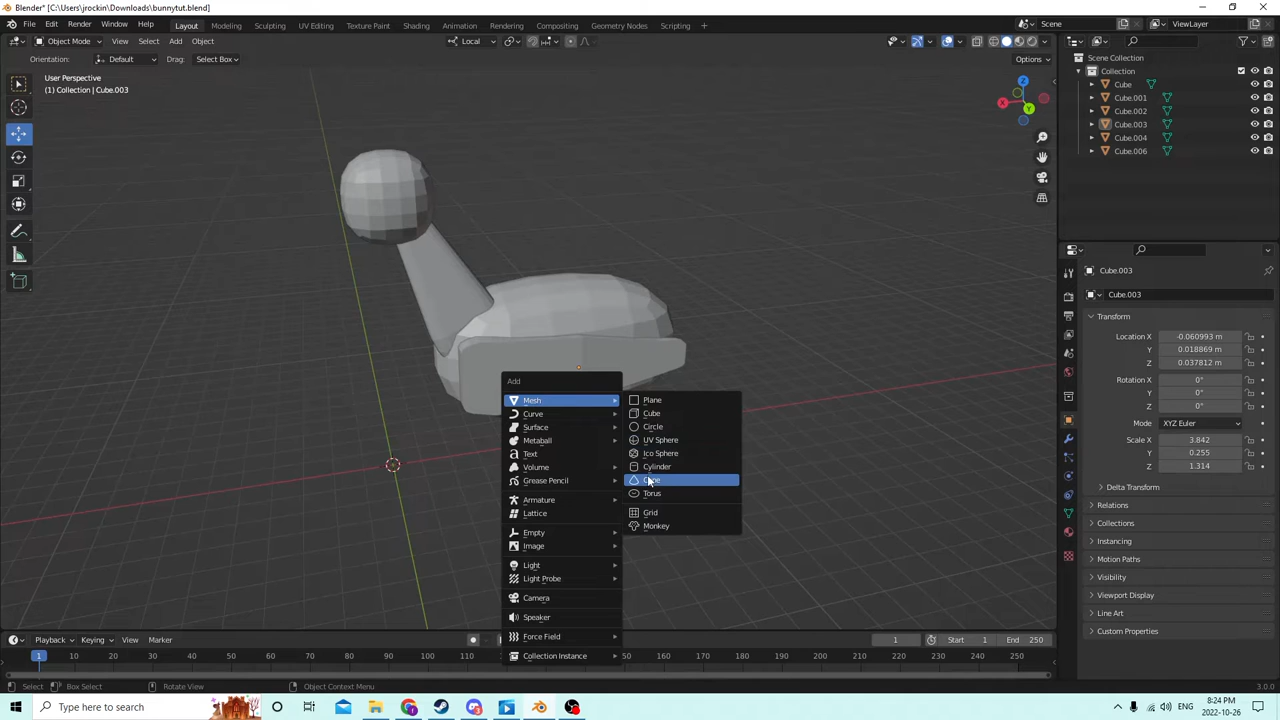 Blender* [C:\Users\jrockin\Downloads\bunnytut.blend]
File Edit Render Window Help Layout Modeling Sculpting UV Editing Texture Paint Shading Animation Rendering Compositing Geometry Nodes Scripting Scene ViewLayer
Object Mode View Select Add Object Local
Orientation: Default Drag: Select Box Options
User Perspective
(1) Collection | Cube.003
X
Y
Z
Scene Collection
Collection
Cube
Cube.001
Cube.002
Cube.003
Cube.004
Cube.006
Cube.003
Cube.003
Transform
Location X -0.060993 m
Y 0.018869 m
Z 0.037812 m
Rotation X 0°
Y 0°
Z 0°
Mode XYZ Euler
Scale X 3.842
Y 0.255
Z 1.314
Delta Transform
Relations
Collections
Instancing
Motion Paths
Visibility
Viewport Display
Line Art
Custom Properties
Add
Mesh
Curve
Surface
Metaball
Text
Volume
Grease Pencil
Armature
Lattice
Empty
Image
Light
Light Probe
Camera
Speaker
Force Field
Collection Instance
Plane
Cube
Circle
UV Sphere
Ico Sphere
Cylinder
Torus
Grid
Monkey
Playback Keying View Marker 1 Start 1 End 250
1 10 20 30 40 50 60 70 80 90 100 110 120 130 140 150 160 170 180 190 200 210 220 230 240 250
Select Box Select Rotate View Object Context Menu 3.0.0
Type here to search 8:24 PM
2022-10-26